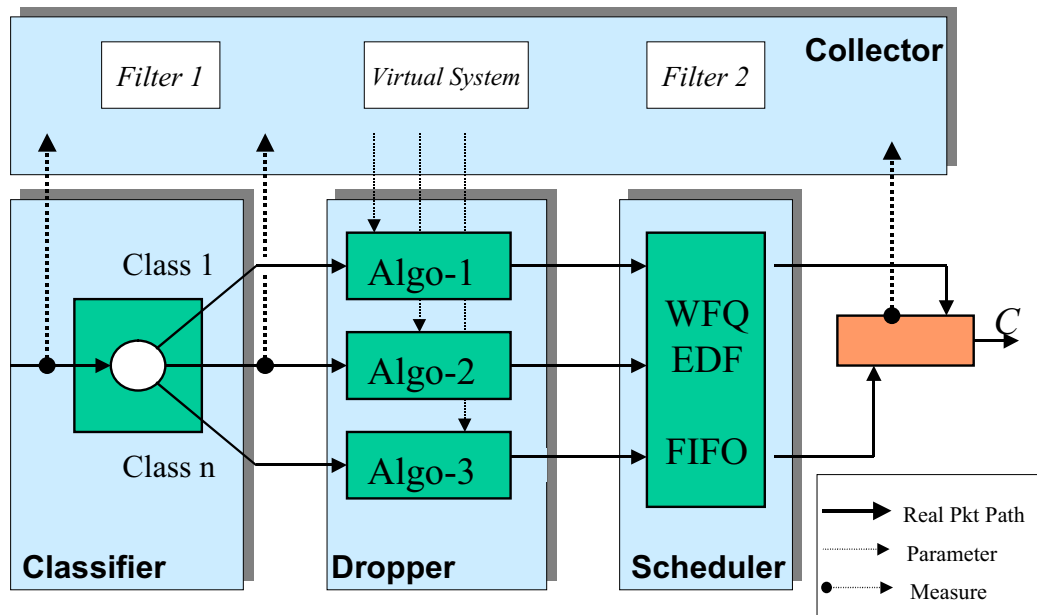 Collector
Filter 1
Virtual System
Filter 2
Class 1
Class n
Classifier
Algo-1
Algo-2
Algo-3
Dropper
WFQ
EDF
FIFO
Scheduler
C
Real Pkt Path
Parameter
Measure